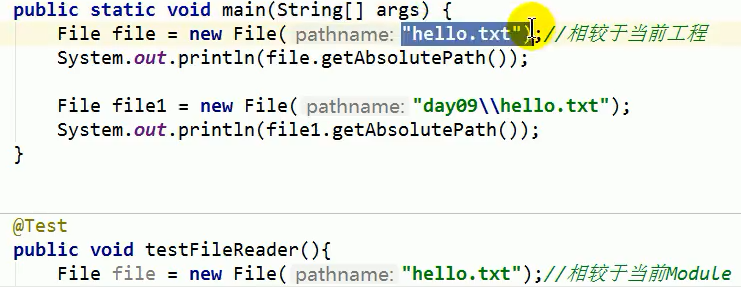 public static void main(String[] args) {
File file = new File( pathname: "hello.txt");//相较于当前工程
System.out.println(file.getAbsolutePath());
File file1 = new File( pathname: "day09\\hello.txt");
System.out.println(file1.getAbsolutePath());
}
@Test
public void testFileReader(){
File file = new File( pathname: "hello.txt");//相较于当前Module